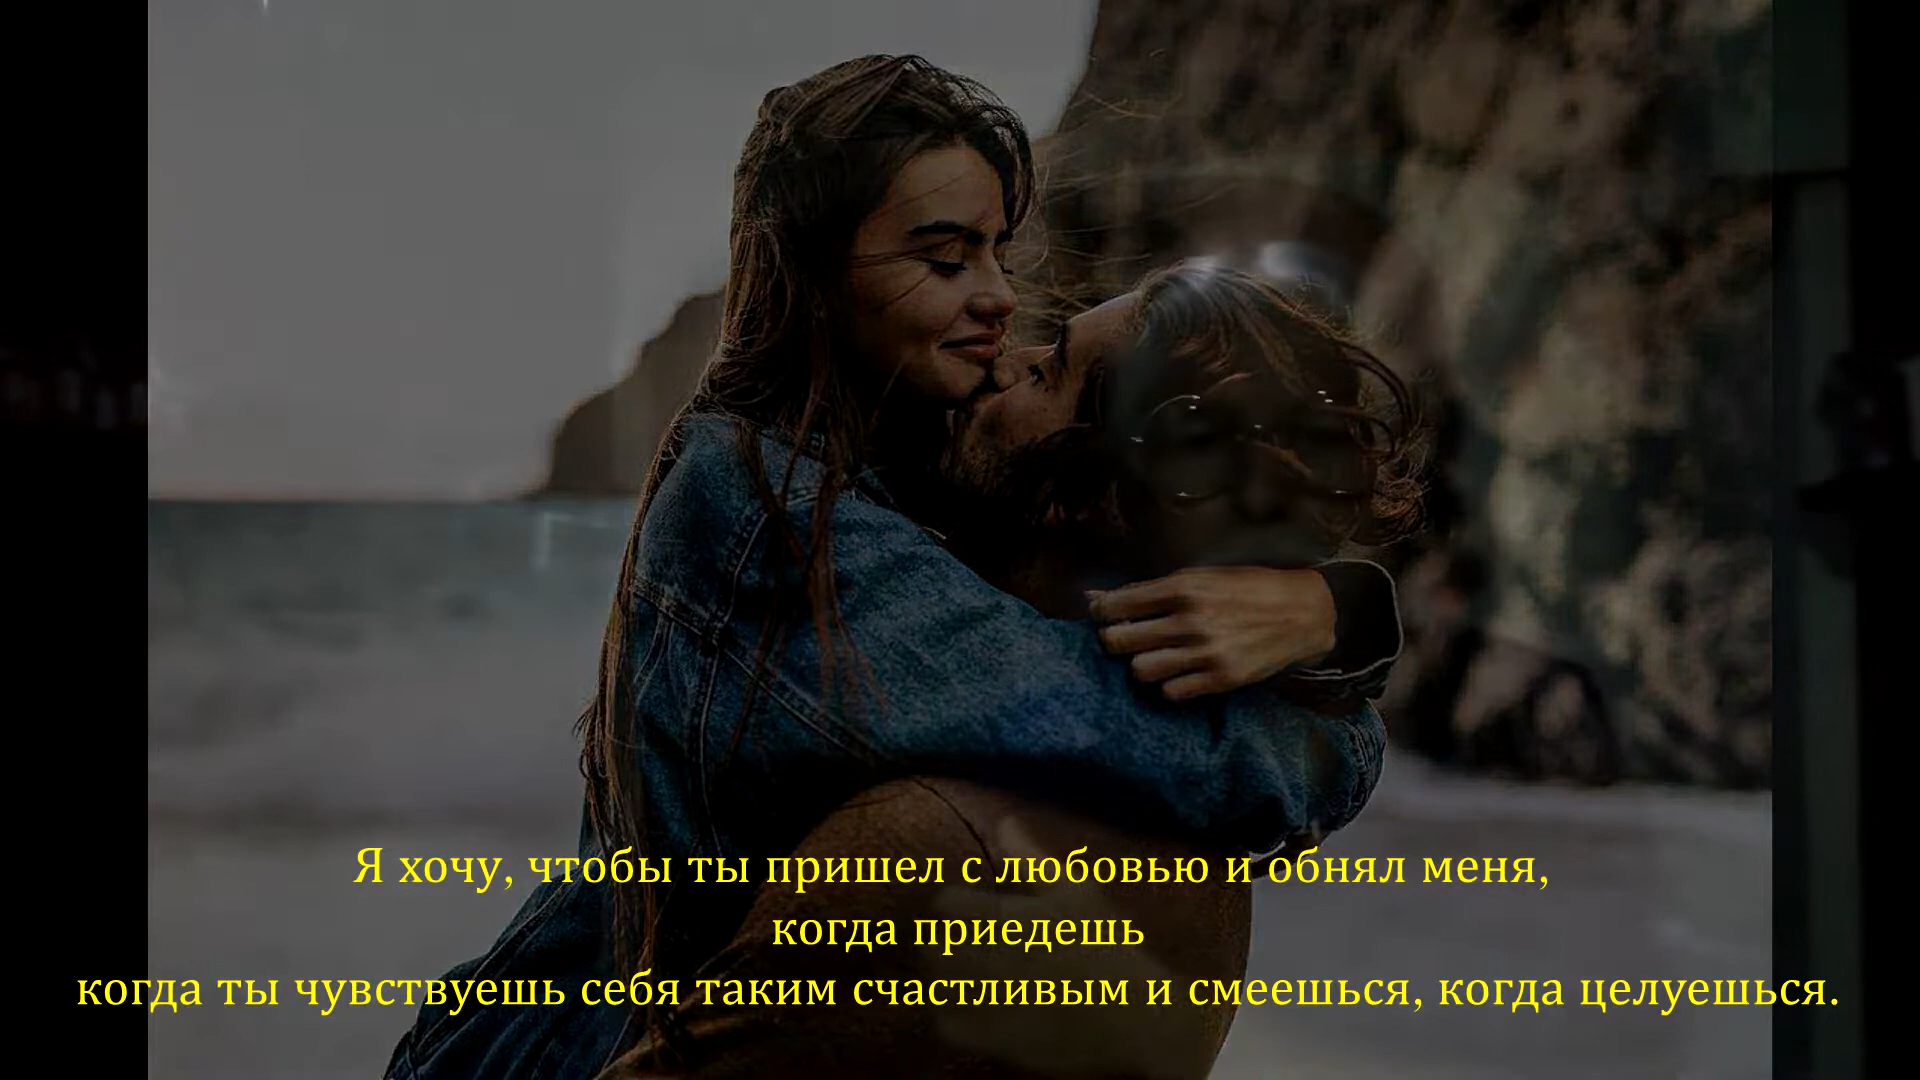 Я хочу, чтобы ты пришел с любовью и обнял меня,
когда приедешь
когда ты чувствуешь себя таким счастливым и смеешься, когда целуешься.